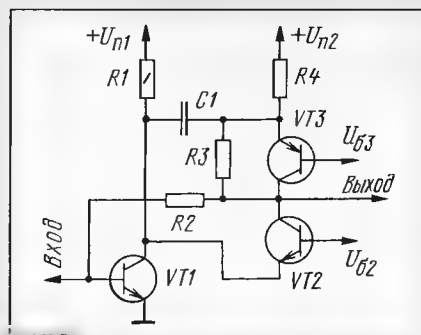 +Uп1 +Uп2
R1 C1 R4
VT3
R3 Uб3
R2 Выход
Вход VT1 VT2 Uб2